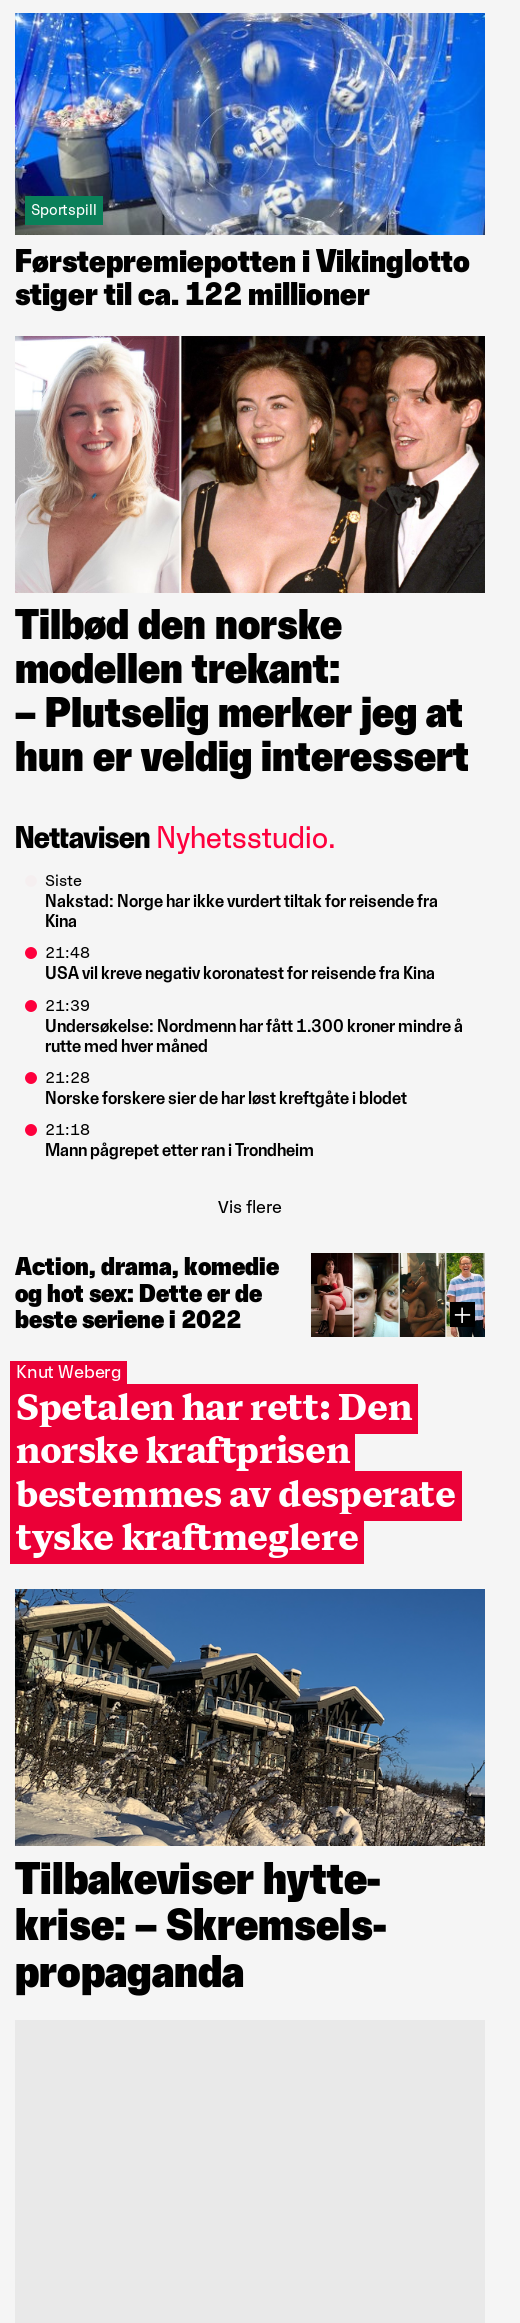 Sportspill
Førstepremiepotten i Vikinglotto
stiger til ca. 122 millioner
Tilbød den norske
modellen trekant:
– Plutselig merker jeg at
hun er veldig interessert
Nettavisen Nyhetsstudio.
Siste
Nakstad: Norge har ikke vurdert tiltak for reisende fra
Kina
21:48
USA vil kreve negativ koronatest for reisende fra Kina
21:39
Undersøkelse: Nordmenn har fått 1.300 kroner mindre å
rutte med hver måned
21:28
Norske forskere sier de har løst kreftgåte i blodet
21:18
Mann pågrepet etter ran i Trondheim
Vis flere
Action, drama, komedie
og hot sex: Dette er de
beste seriene i 2022
Knut Weberg
Spetalen har rett: Den
norske kraftprisen
bestemmes av desperate
tyske kraftmeglere
Tilbakeviser hytte-
krise: – Skremsels-
propaganda